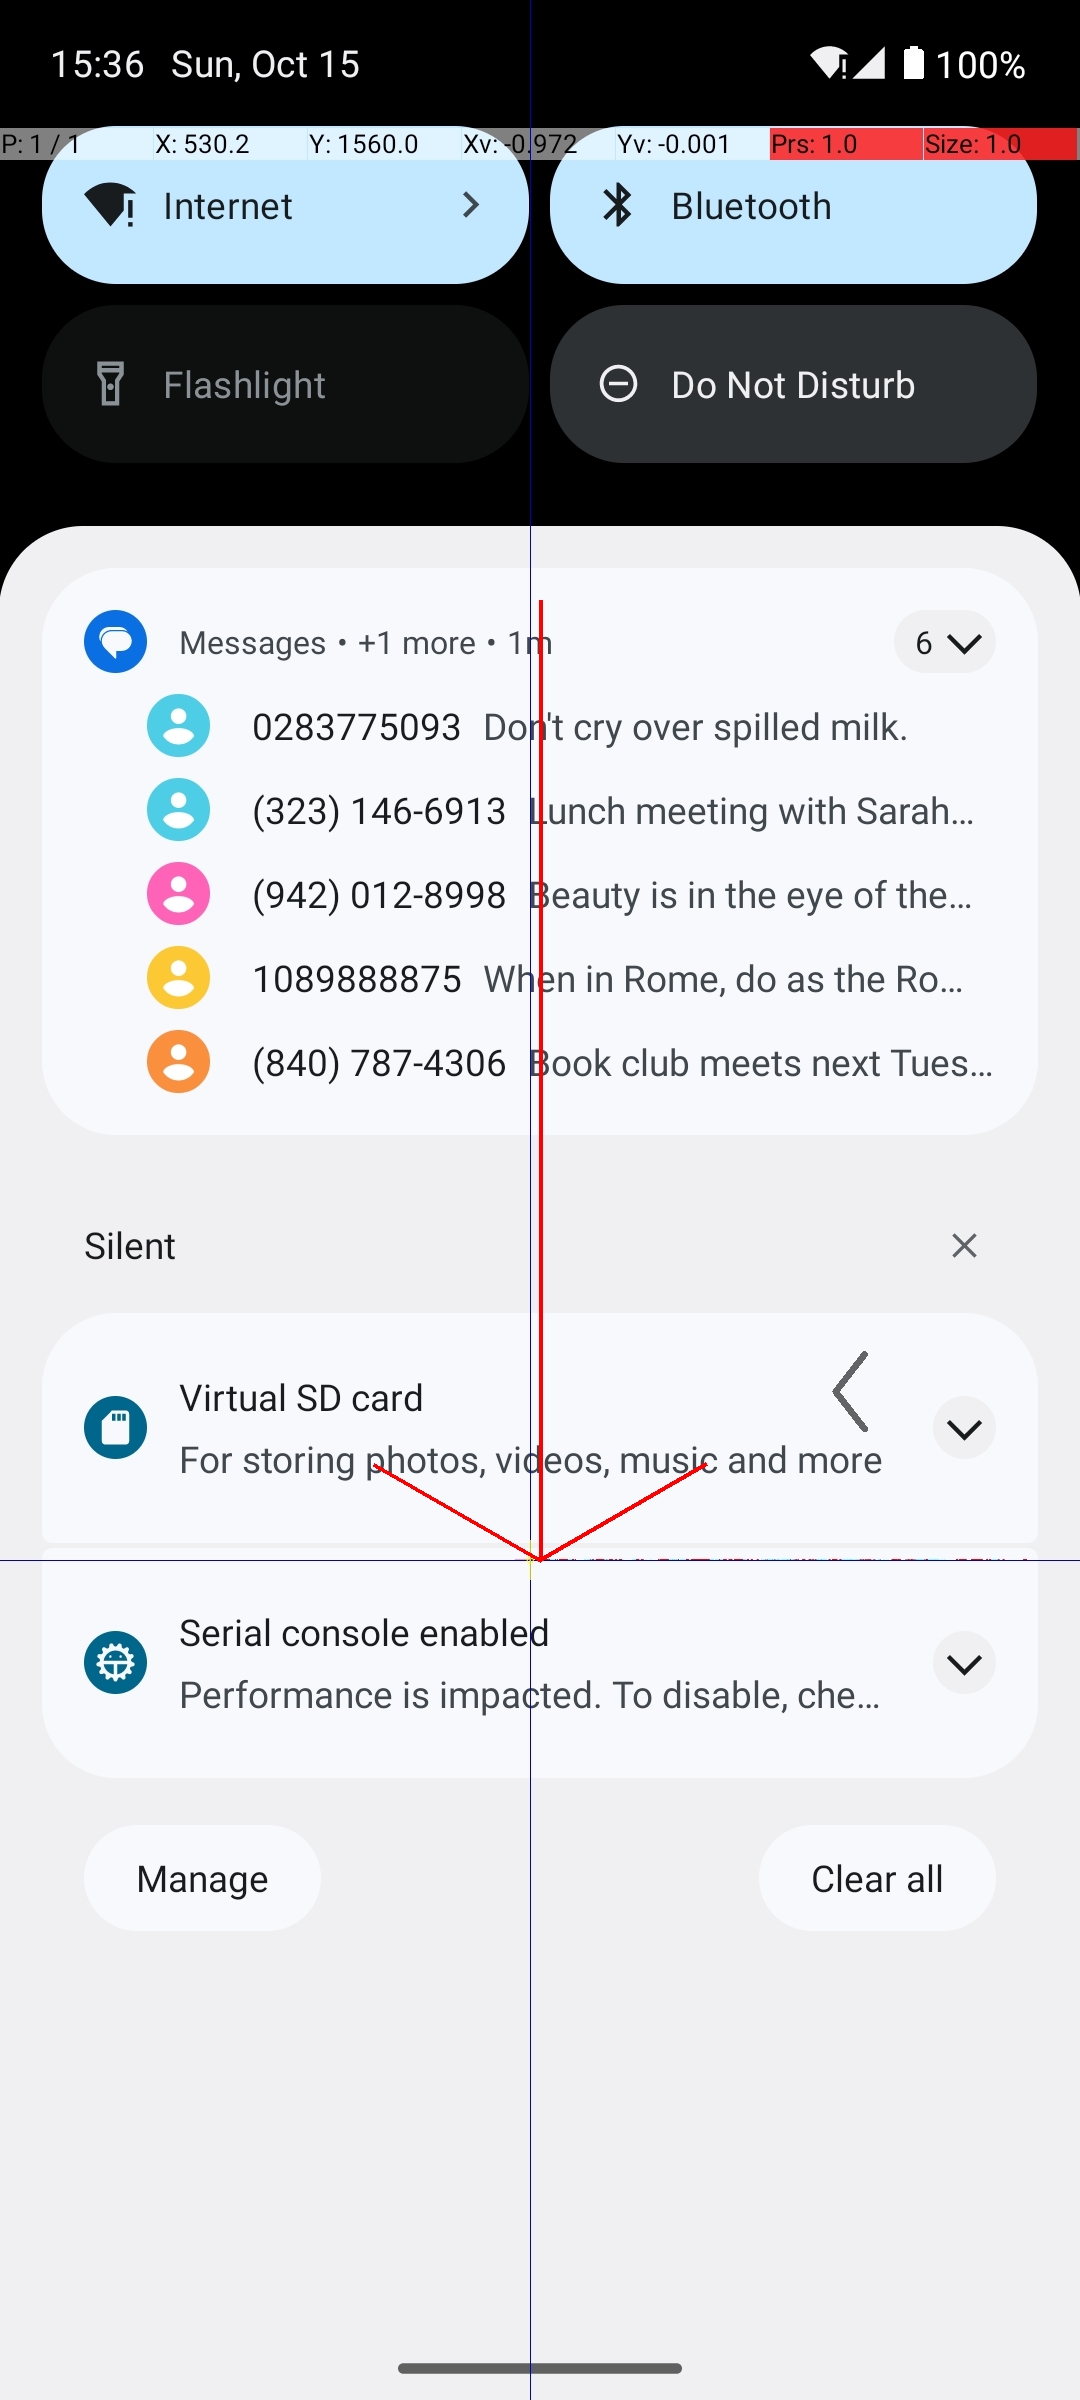 15:36 Sun, Oct 15 100%
P: 1 / 1 X: 530.2 Y: 1560.0 Xv: -0.972 Yv: -0.001 Prs: 1.0 Size: 1.0
Internet Bluetooth
Flashlight Do Not Disturb
Messages • +1 more • 1m 6
0283775093 Don't cry over spilled milk.
(323) 146-6913 Lunch meeting with Sarah…
(942) 012-8998 Beauty is in the eye of the…
1089888875 When in Rome, do as the Ro…
(840) 787-4306 Book club meets next Tues…
Silent
Virtual SD card
For storing photos, videos, music and more
Serial console enabled
Performance is impacted. To disable, che…
Manage Clear all